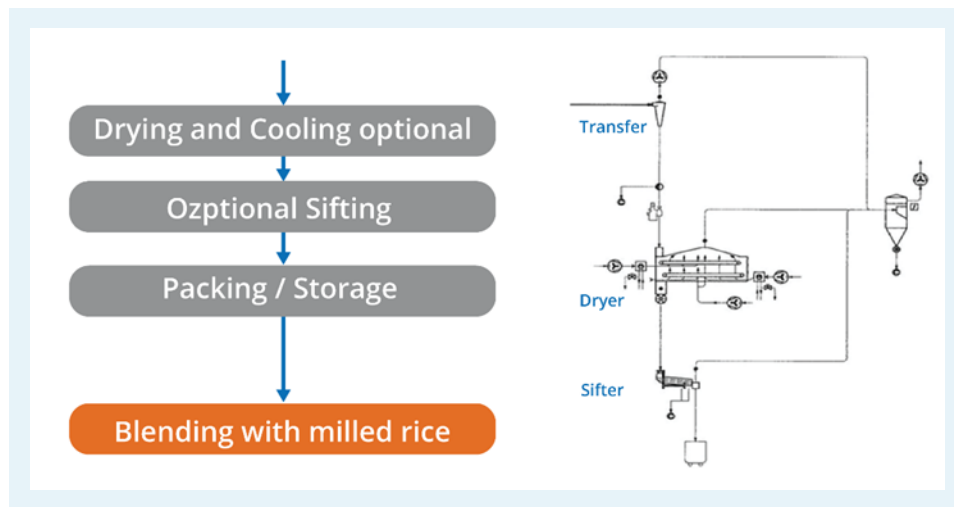 Drying and Cooling optional
Ozptional Sifting
Packing / Storage
Blending with milled rice
Transfer
Dryer
Sifter